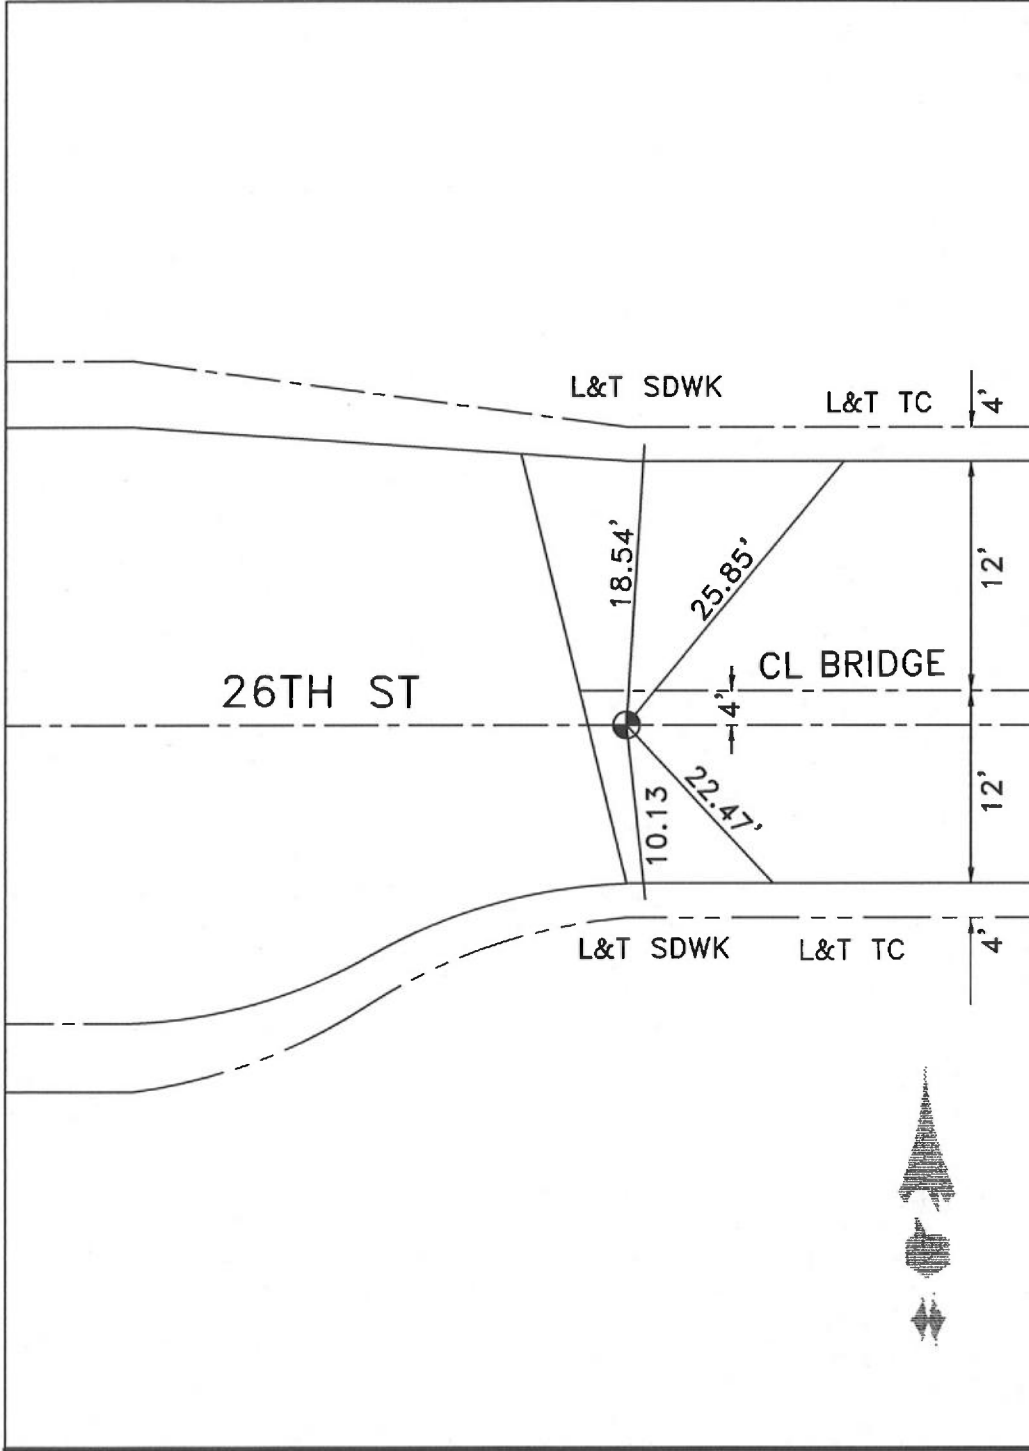 L&T SDWK
L&T TC
4'
18.54'
25.85'
12'
26TH ST
CL BRIDGE
4'
10.13
22.47'
12'
L&T SDWK
L&T TC
4'